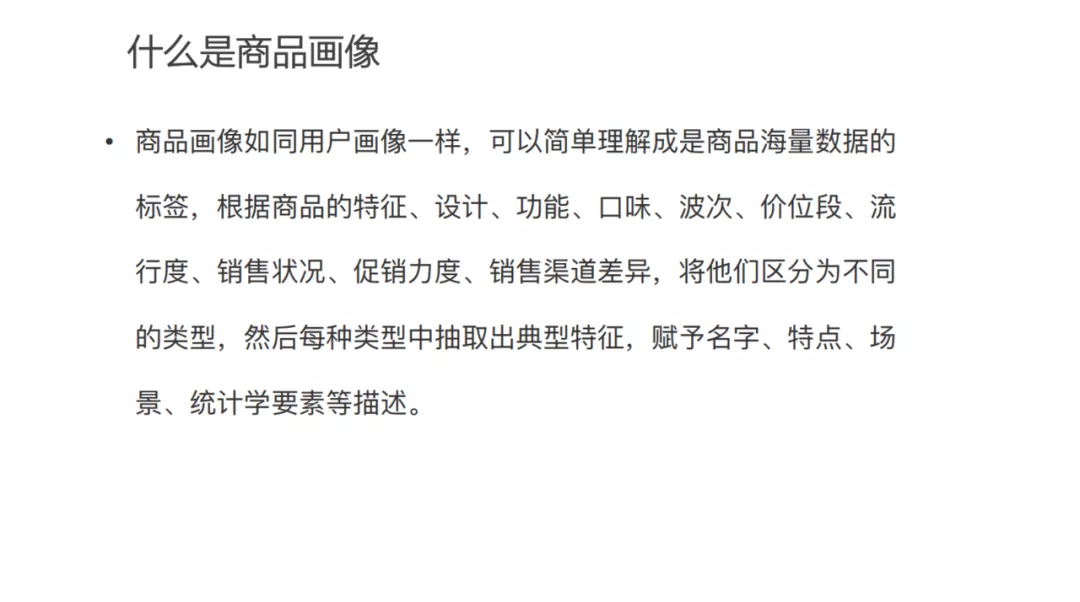 什么是商品画像
• 商品画像如同用户画像一样，可以简单理解成是商品海量数据的
标签，根据商品的特征、设计、功能、口味、波次、价位段、流
行度、销售状况、促销力度、销售渠道差异，将他们区分为不同
的类型，然后每种类型中抽取出典型特征，赋予名字、特点、场
景、统计学要素等描述。